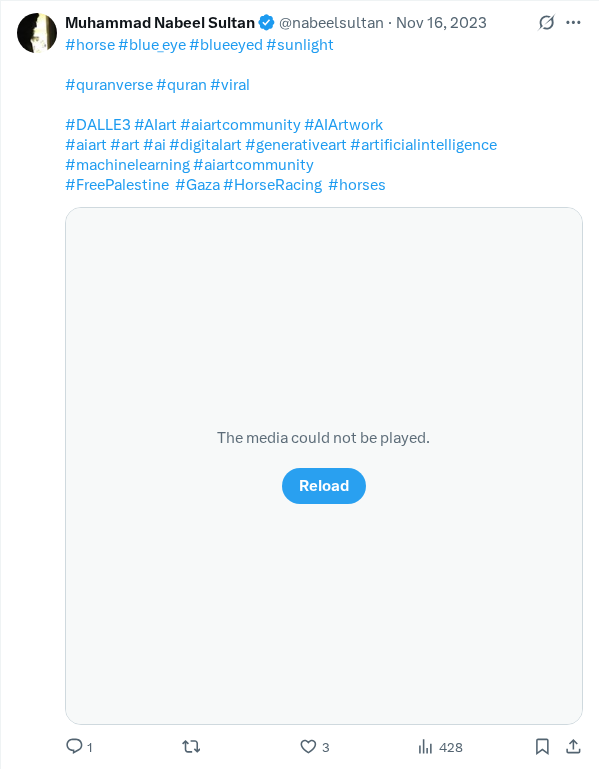 Muhammad Nabeel Sultan @nabeelsultan · Nov 16, 2023
#horse #blue_eye #blueeyed #sunlight
#quranverse #quran #viral
#DALLE3 #AIart #aiartcommunity #AIArtwork
#aiart #art #ai #digitalart #generativeart #artificialintelligence
#machinelearning #aiartcommunity
#FreePalestine #Gaza #HorseRacing #horses
The media could not be played.
Reload
1 3 428